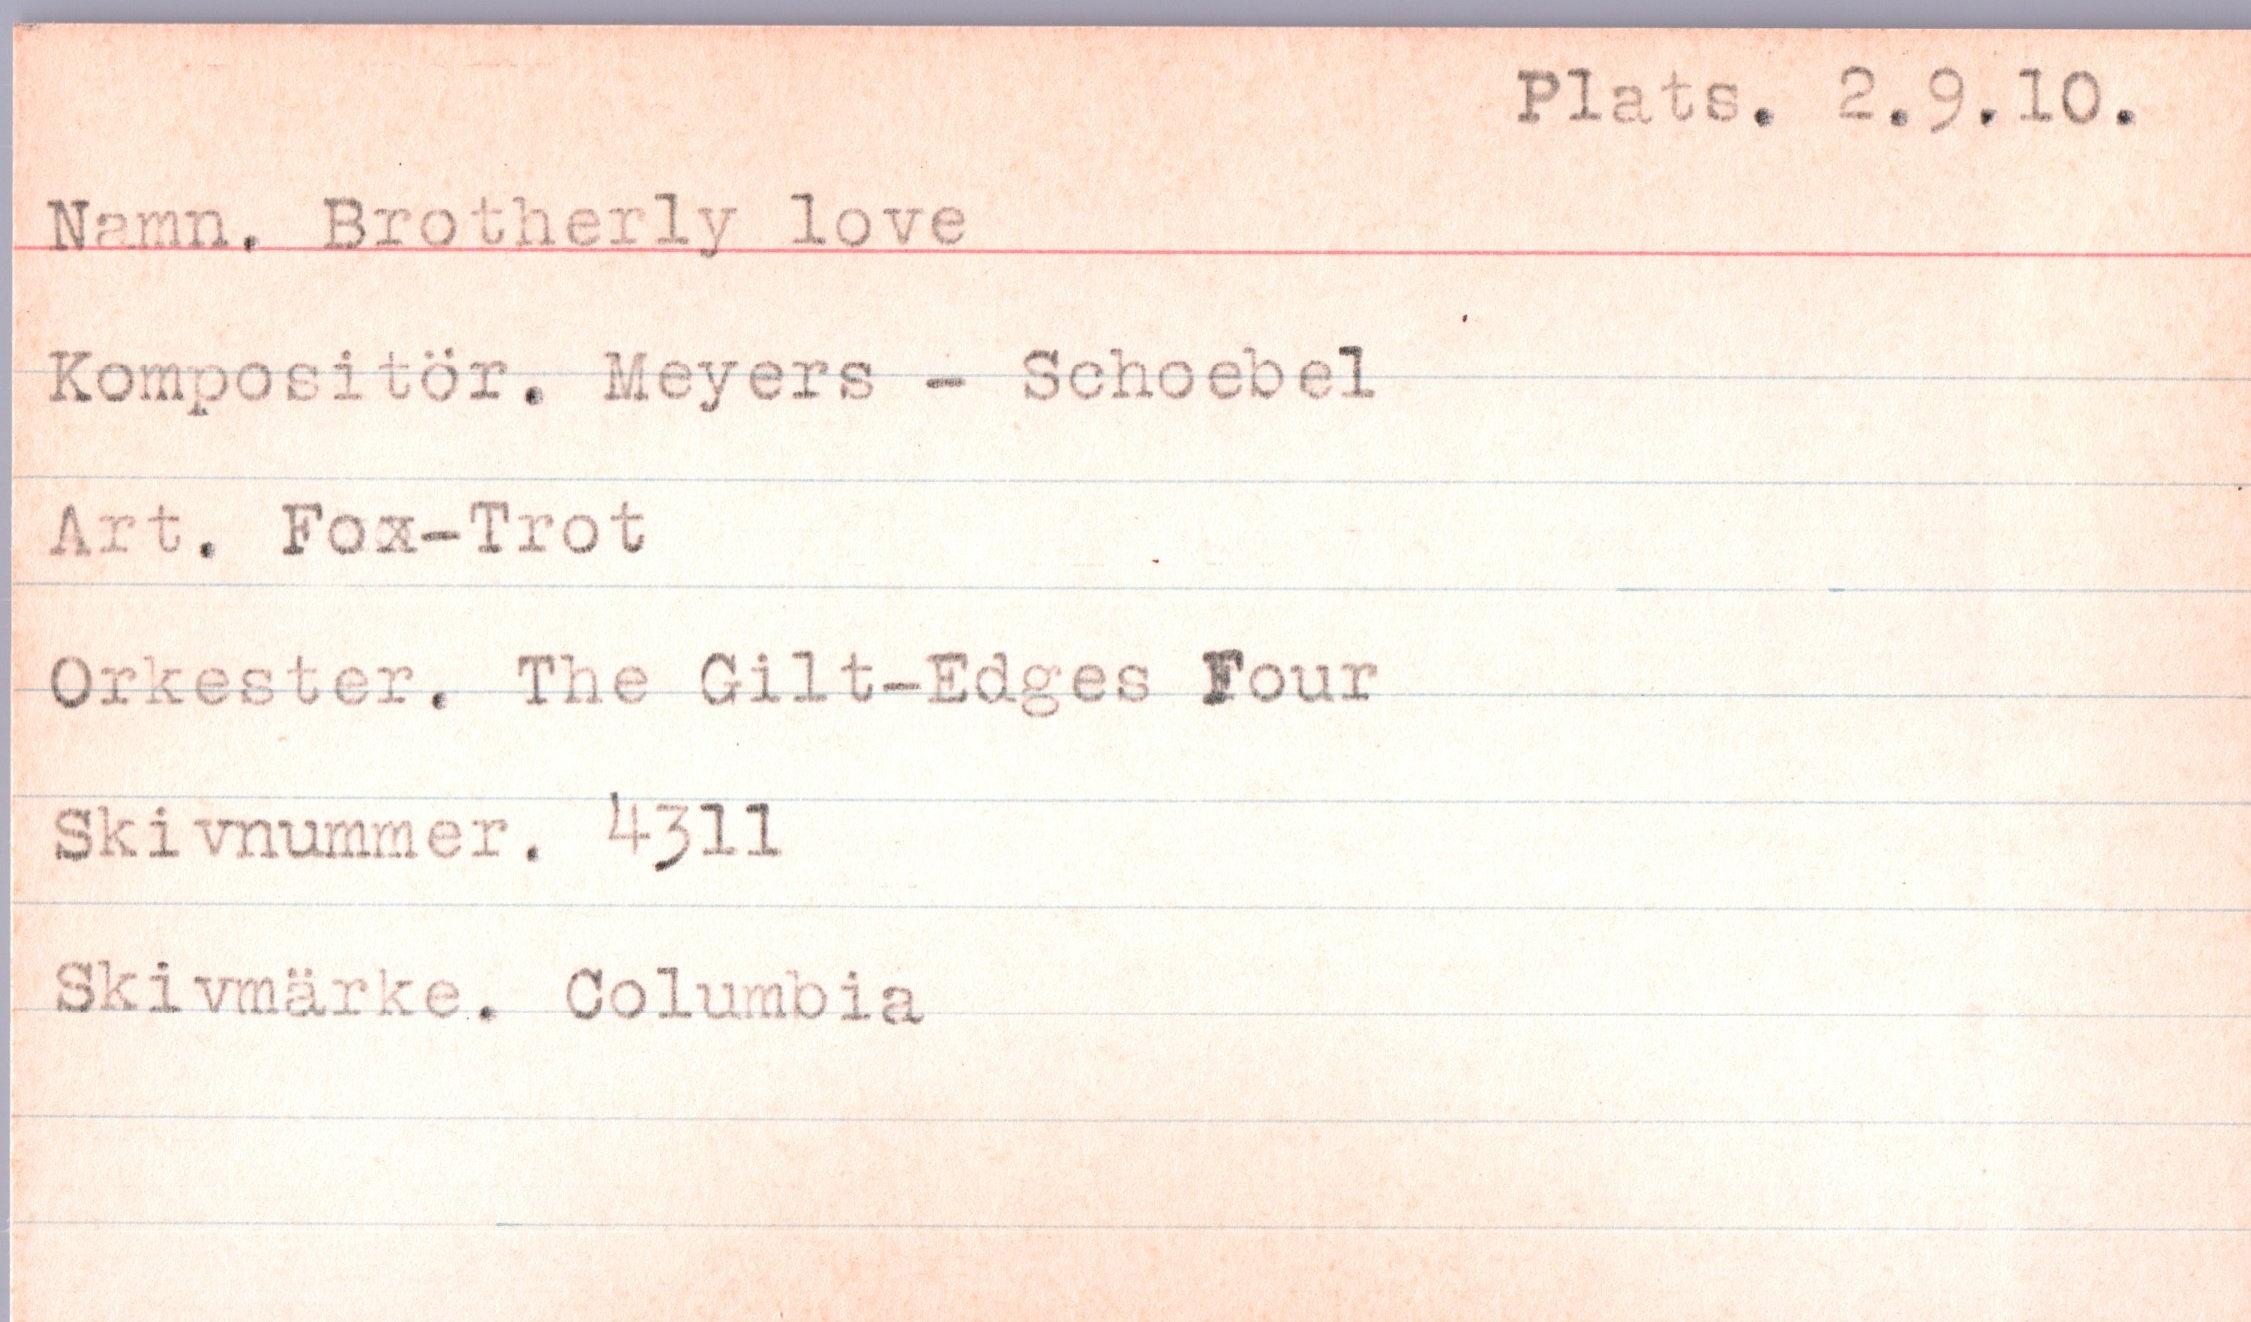 Plats. 2.9.10.
Namn. Brotherly love
Kompositör. Meyers - Schoebel
Art. Fox-Trot
Orkester. The Gilt-Edges Four
Skivnummer. 4311
Skivmärke. Columbia